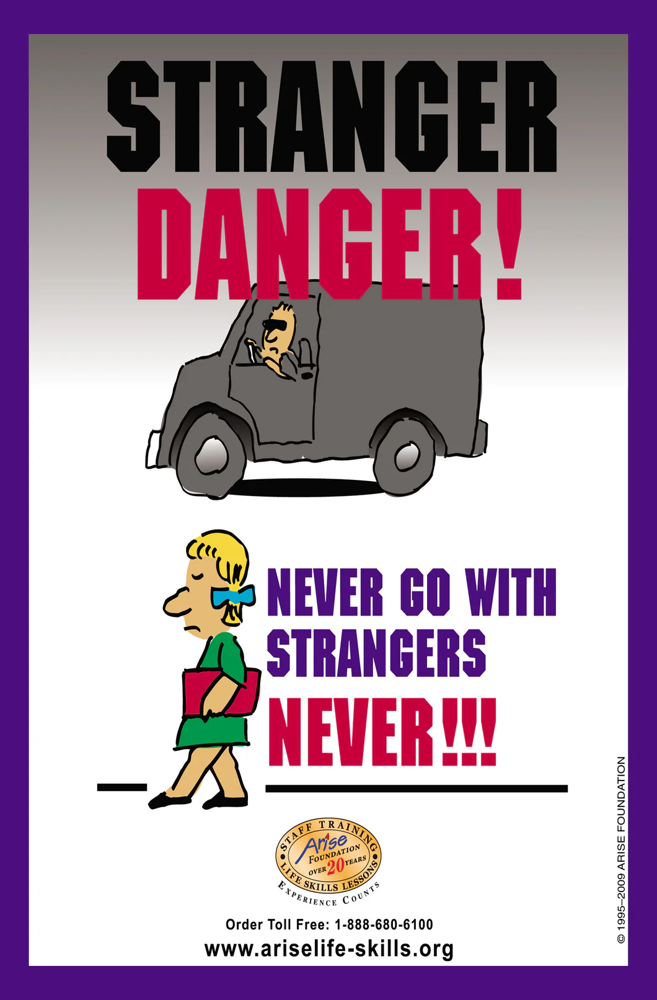 STRANGER
DANGER!
NEVER GO WITH
STRANGERS
NEVER!!!
STAFF TRAINING
Arise
FOUNDATION
OVER 20 YEARS
LIFE SKILLS LESSONS
EXPERIENCE COUNTS
Order Toll Free: 1-888-680-6100
www.ariselife-skills.org
© 1995–2009 ARISE FOUNDATION